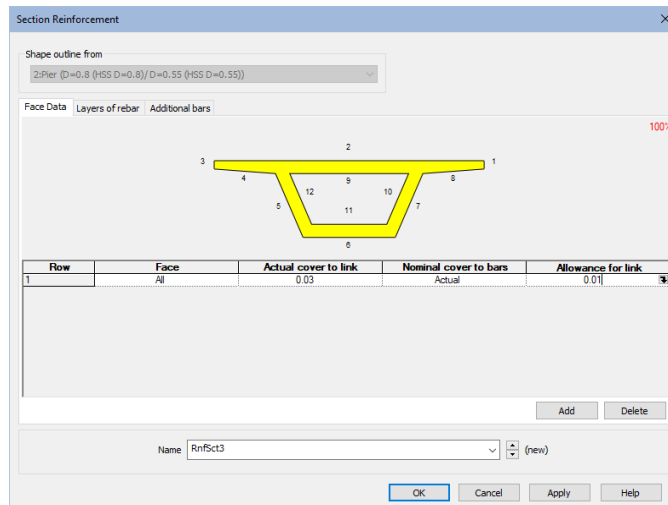 Section Reinforcement
Shape outline from
2:Pier (D=0.8 (HSS D=0.8)/ D=0.55 (HSS D=0.55))
Face Data Layers of rebar Additional bars
100%
2
3 1
4 9 8
12 10
5 11 7
6
Row Face Actual cover to link Nominal cover to bars Allowance for link
1 All 0.03 Actual 0.01
Add Delete
Name RnfSct3 (new)
OK Cancel Apply Help